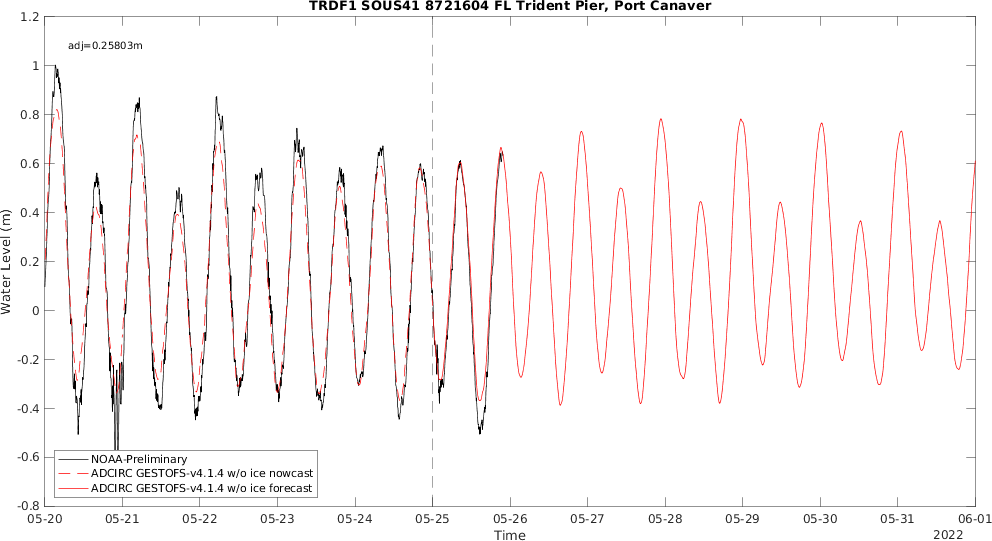 TRDF1 SOUS41 8721604 FL Trident Pier, Port Canaver
1.2
adj=0.25803m
1
0.8
0.6
0.4
0.2
0
-0.2
-0.4
-0.6
-0.8
Water Level (m)
NOAA-Preliminary
ADCIRC GESTOFS-v4.1.4 w/o ice nowcast
ADCIRC GESTOFS-v4.1.4 w/o ice forecast
05-20 05-21 05-22 05-23 05-24 05-25 05-26 05-27 05-28 05-29 05-30 05-31 06-01
Time
2022